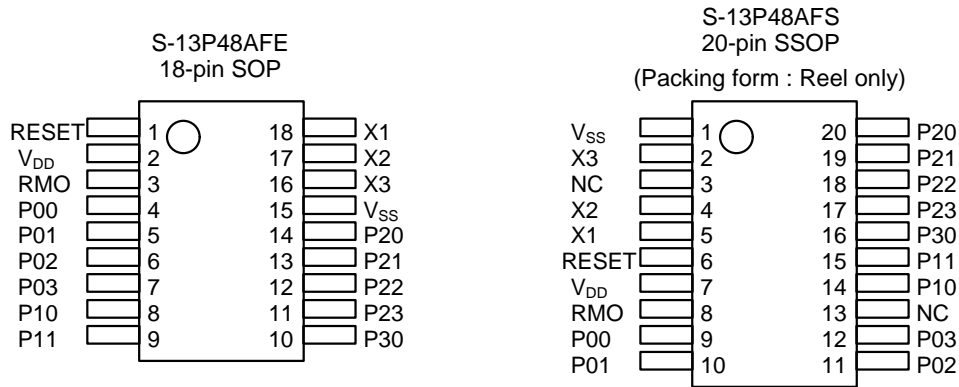 S-13P48AFE
18-pin SOP
RESET 1 18 X1
VDD 2 17 X2
RMO 3 16 X3
P00 4 15 VSS
P01 5 14 P20
P02 6 13 P21
P03 7 12 P22
P10 8 11 P23
P11 9 10 P30
S-13P48AFS
20-pin SSOP
(Packing form : Reel only)
VSS 1 20 P20
X3 2 19 P21
NC 3 18 P22
X2 4 17 P23
X1 5 16 P30
RESET 6 15 P11
VDD 7 14 P10
RMO 8 13 NC
P00 9 12 P03
P01 10 11 P02